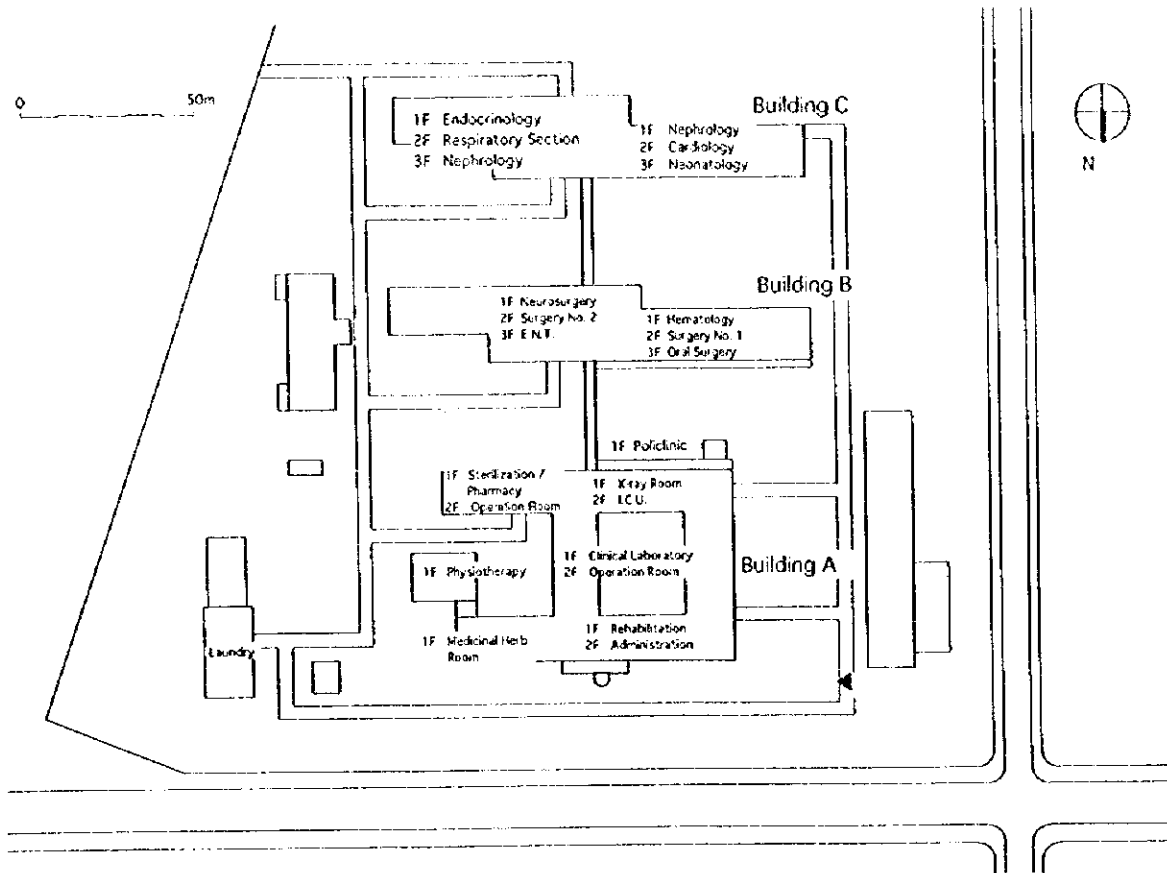 0 50m
Building C
1F Endocrinology
2F Respiratory Section
3F Nephrology
1F Nephrology
2F Cardiology
3F Neonatology
N
Building B
1F Neurosurgery
2F Surgery No. 2
3F E.N.T.
1F Hematology
2F Surgery No. 1
3F Oral Surgery
1F Policlinic
1F Sterilization /
Pharmacy
2F Operation Room
1F X-ray Room
2F I.C.U.
1F Physiotherapy
1F Clinical Laboratory
2F Operation Room
Building A
1F Medicinal Herb
Room
1F Rehabilitation
2F Administration
Laundry